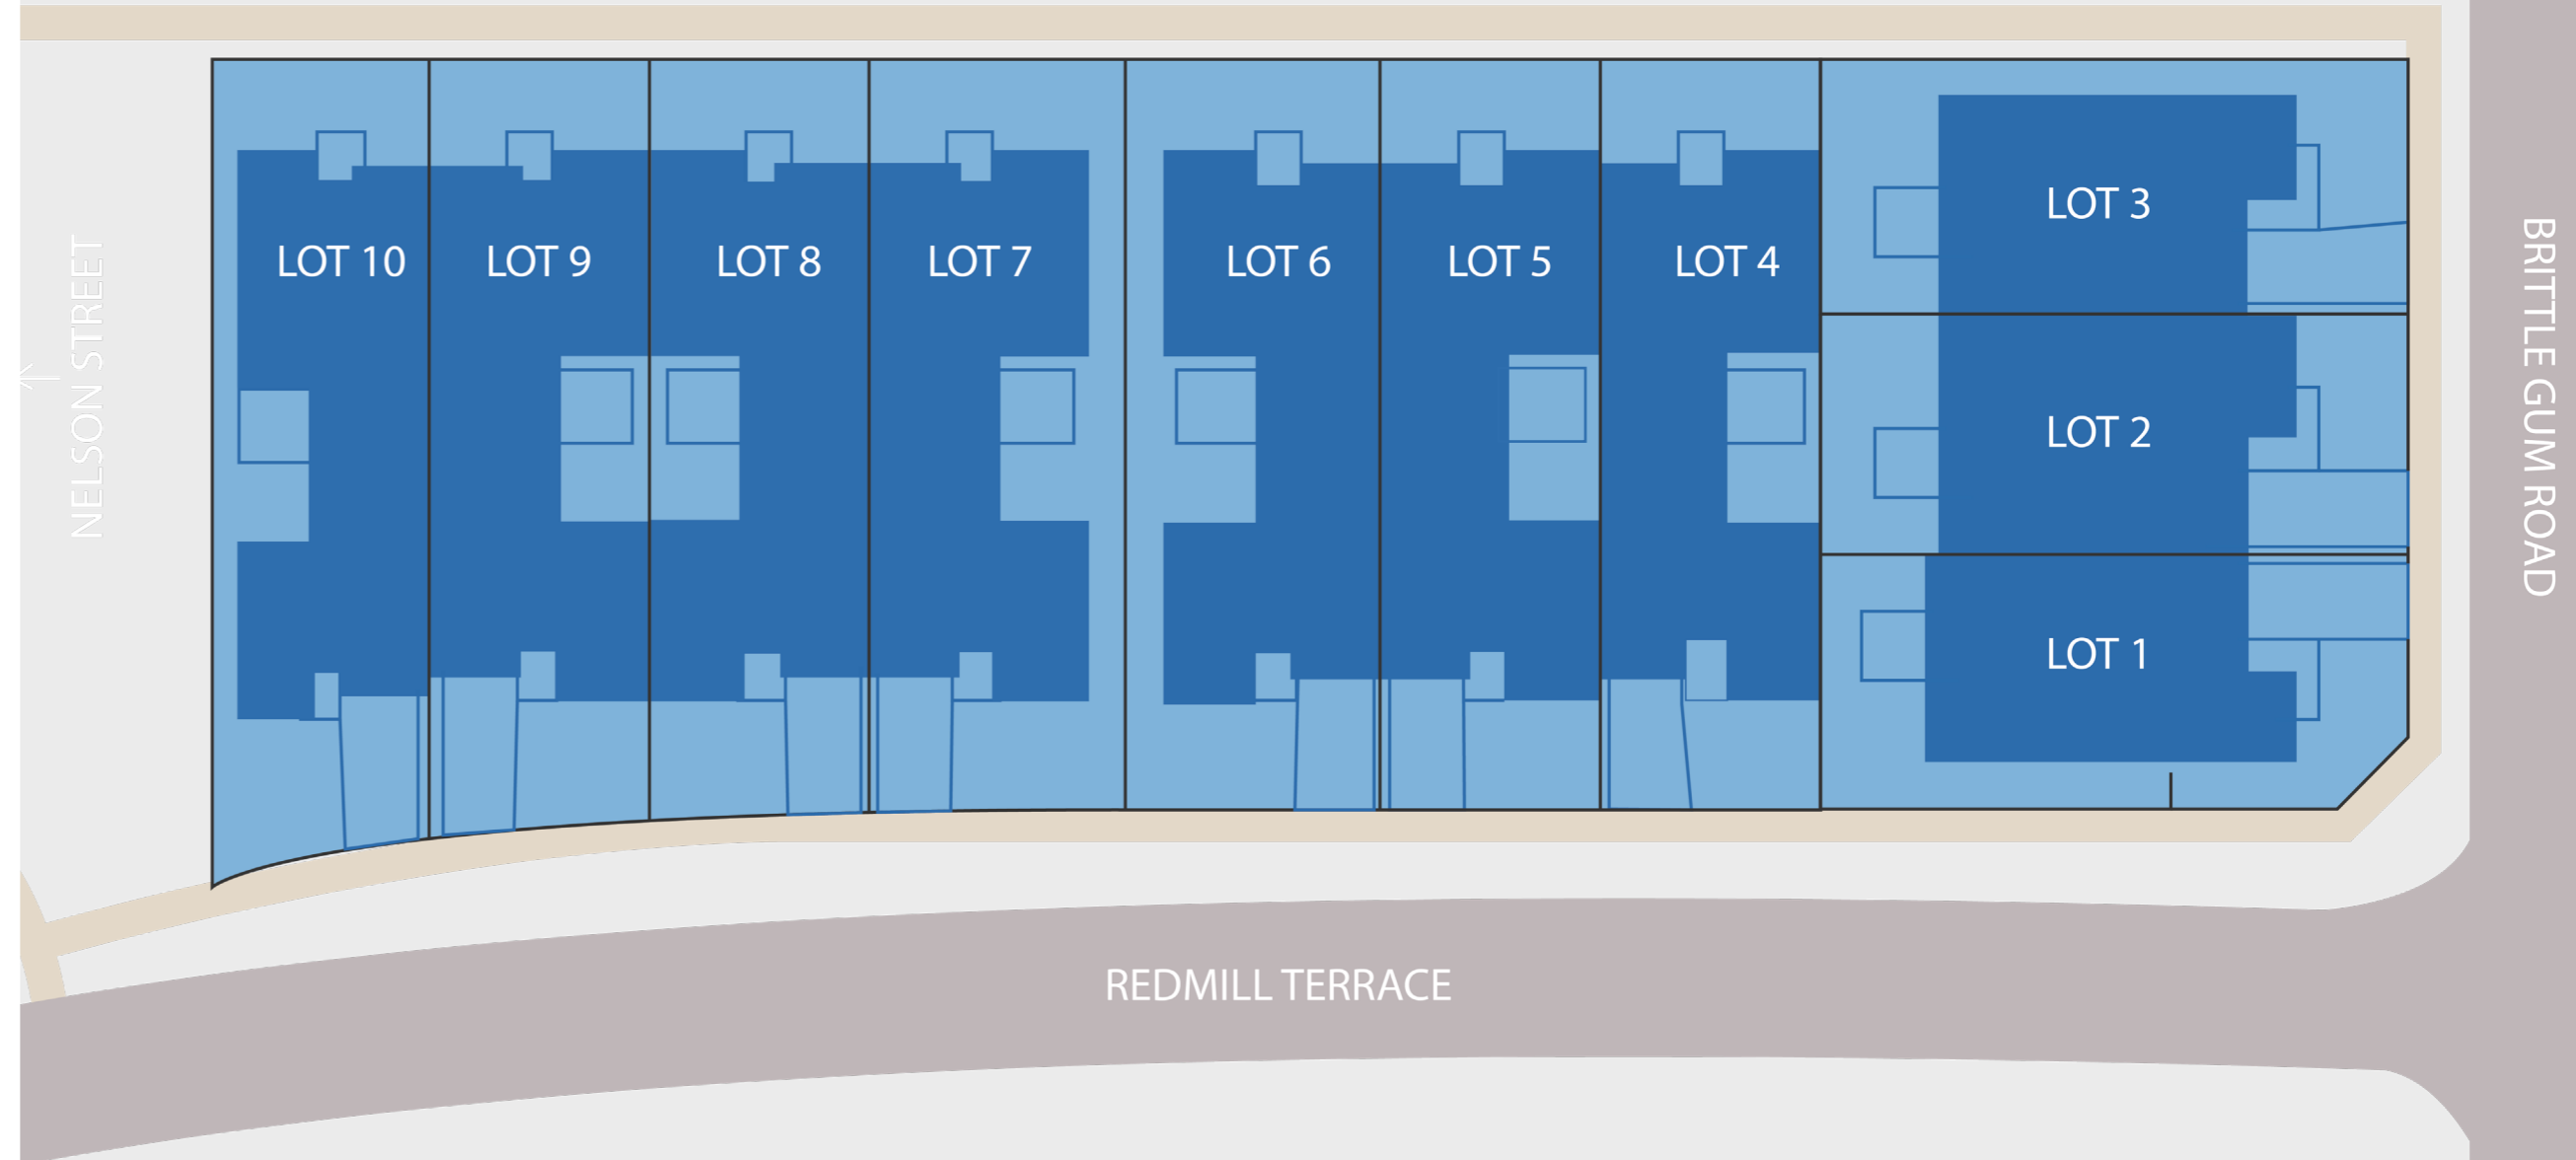 LOT 10
LOT 9
LOT 8
LOT 7
LOT 6
LOT 5
LOT 4
LOT 3
LOT 2
LOT 1
NELSON STREET
BRITTLE GUM ROAD
REDMILL TERRACE